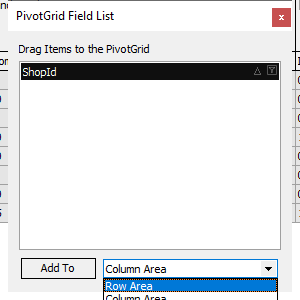 PivotGrid Field List
x
Drag Items to the PivotGrid
ShopId
Add To
Column Area
Row Area
Column Area